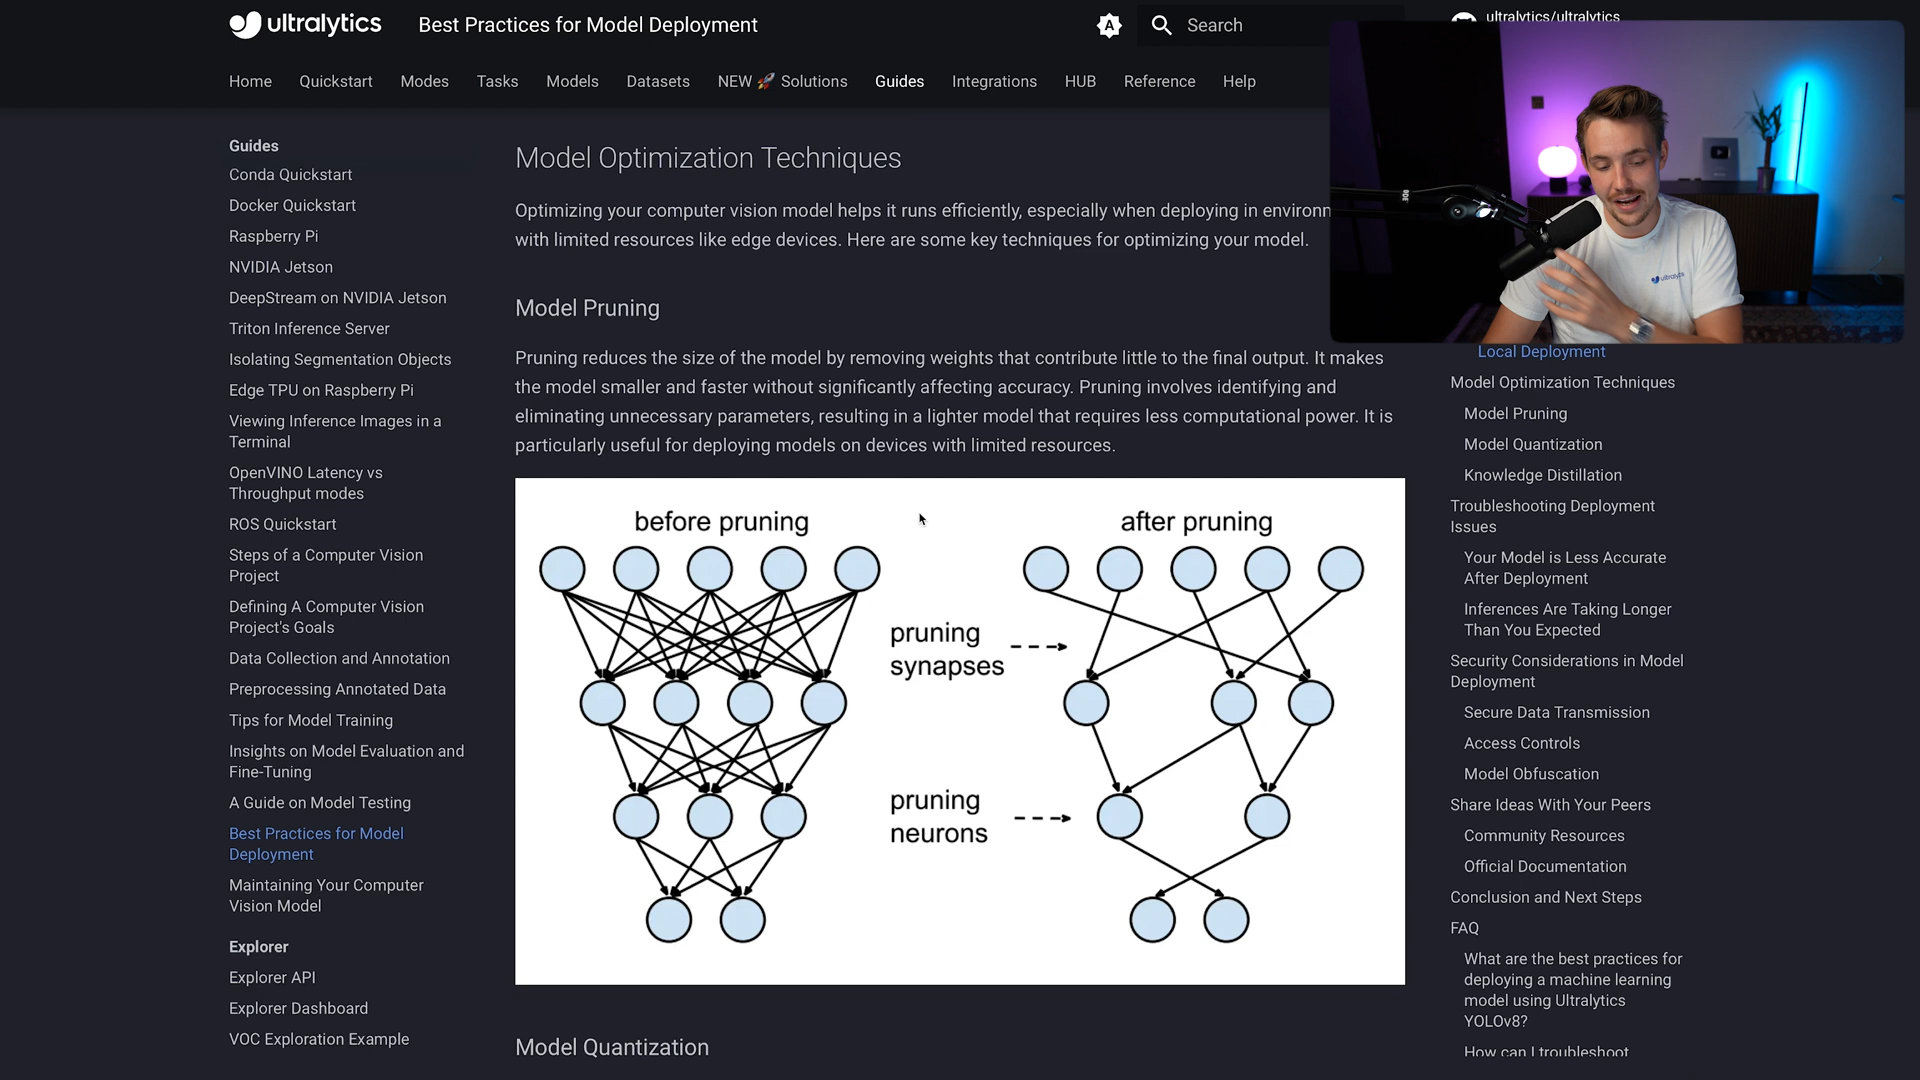 ultralytics
Best Practices for Model Deployment
Search
ultralytics/ultralytics
Home
Quickstart
Modes
Tasks
Models
Datasets
NEW 🚀 Solutions
Guides
Integrations
HUB
Reference
Help
Guides
Conda Quickstart
Docker Quickstart
Raspberry Pi
NVIDIA Jetson
DeepStream on NVIDIA Jetson
Triton Inference Server
Isolating Segmentation Objects
Edge TPU on Raspberry Pi
Viewing Inference Images in a
Terminal
OpenVINO Latency vs
Throughput modes
ROS Quickstart
Steps of a Computer Vision
Project
Defining A Computer Vision
Project's Goals
Data Collection and Annotation
Preprocessing Annotated Data
Tips for Model Training
Insights on Model Evaluation and
Fine-Tuning
A Guide on Model Testing
Best Practices for Model
Deployment
Maintaining Your Computer
Vision Model
Explorer
Explorer API
Explorer Dashboard
VOC Exploration Example
Model Optimization Techniques
Optimizing your computer vision model helps it runs efficiently, especially when deploying in environ
with limited resources like edge devices. Here are some key techniques for optimizing your model.
Model Pruning
Pruning reduces the size of the model by removing weights that contribute little to the final output. It makes
the model smaller and faster without significantly affecting accuracy. Pruning involves identifying and
eliminating unnecessary parameters, resulting in a lighter model that requires less computational power. It is
particularly useful for deploying models on devices with limited resources.
before pruning
after pruning
pruning
synapses
pruning
neurons
Model Quantization
ultralytics
Local Deployment
Model Optimization Techniques
Model Pruning
Model Quantization
Knowledge Distillation
Troubleshooting Deployment
Issues
Your Model is Less Accurate
After Deployment
Inferences Are Taking Longer
Than You Expected
Security Considerations in Model
Deployment
Secure Data Transmission
Access Controls
Model Obfuscation
Share Ideas With Your Peers
Community Resources
Official Documentation
Conclusion and Next Steps
FAQ
What are the best practices for
deploying a machine learning
model using Ultralytics
YOLOv8?
How can I troubleshoot